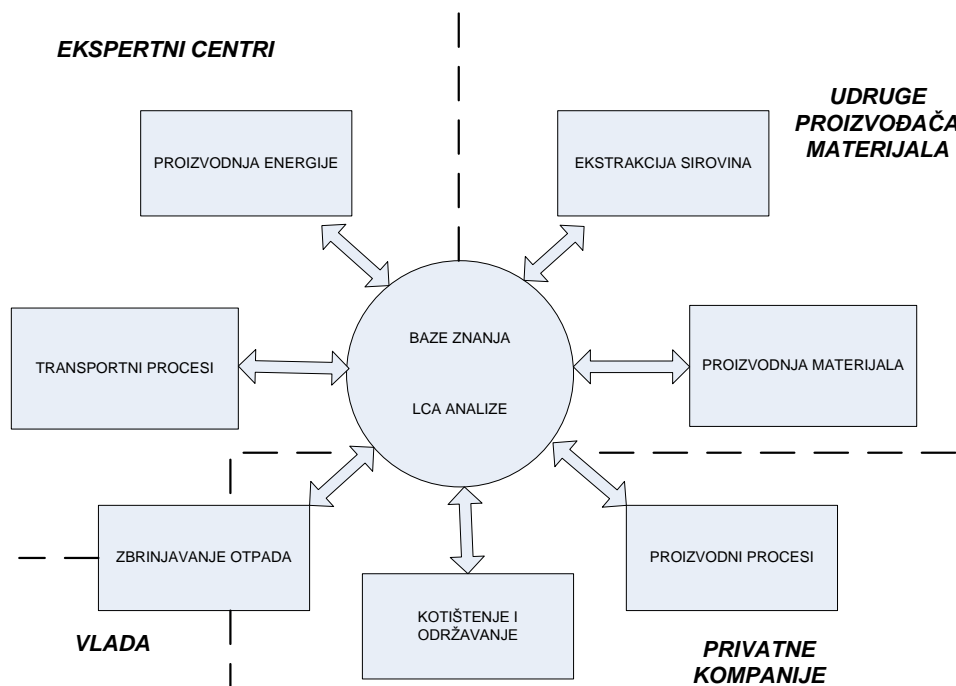 EKSPERTNI CENTRI
UDRUGE
PROIZVOĐAČA
MATERIJALA
PROIZVODNJA ENERGIJE
EKSTRAKCIJA SIROVINA
BAZE ZNANJA
LCA ANALIZE
TRANSPORTNI PROCESI
PROIZVODNJA MATERIJALA
ZBRINJAVANJE OTPADA
PROIZVODNI PROCESI
KOTIŠTENJE I
ODRŽAVANJE
VLADA
PRIVATNE
KOMPANIJE